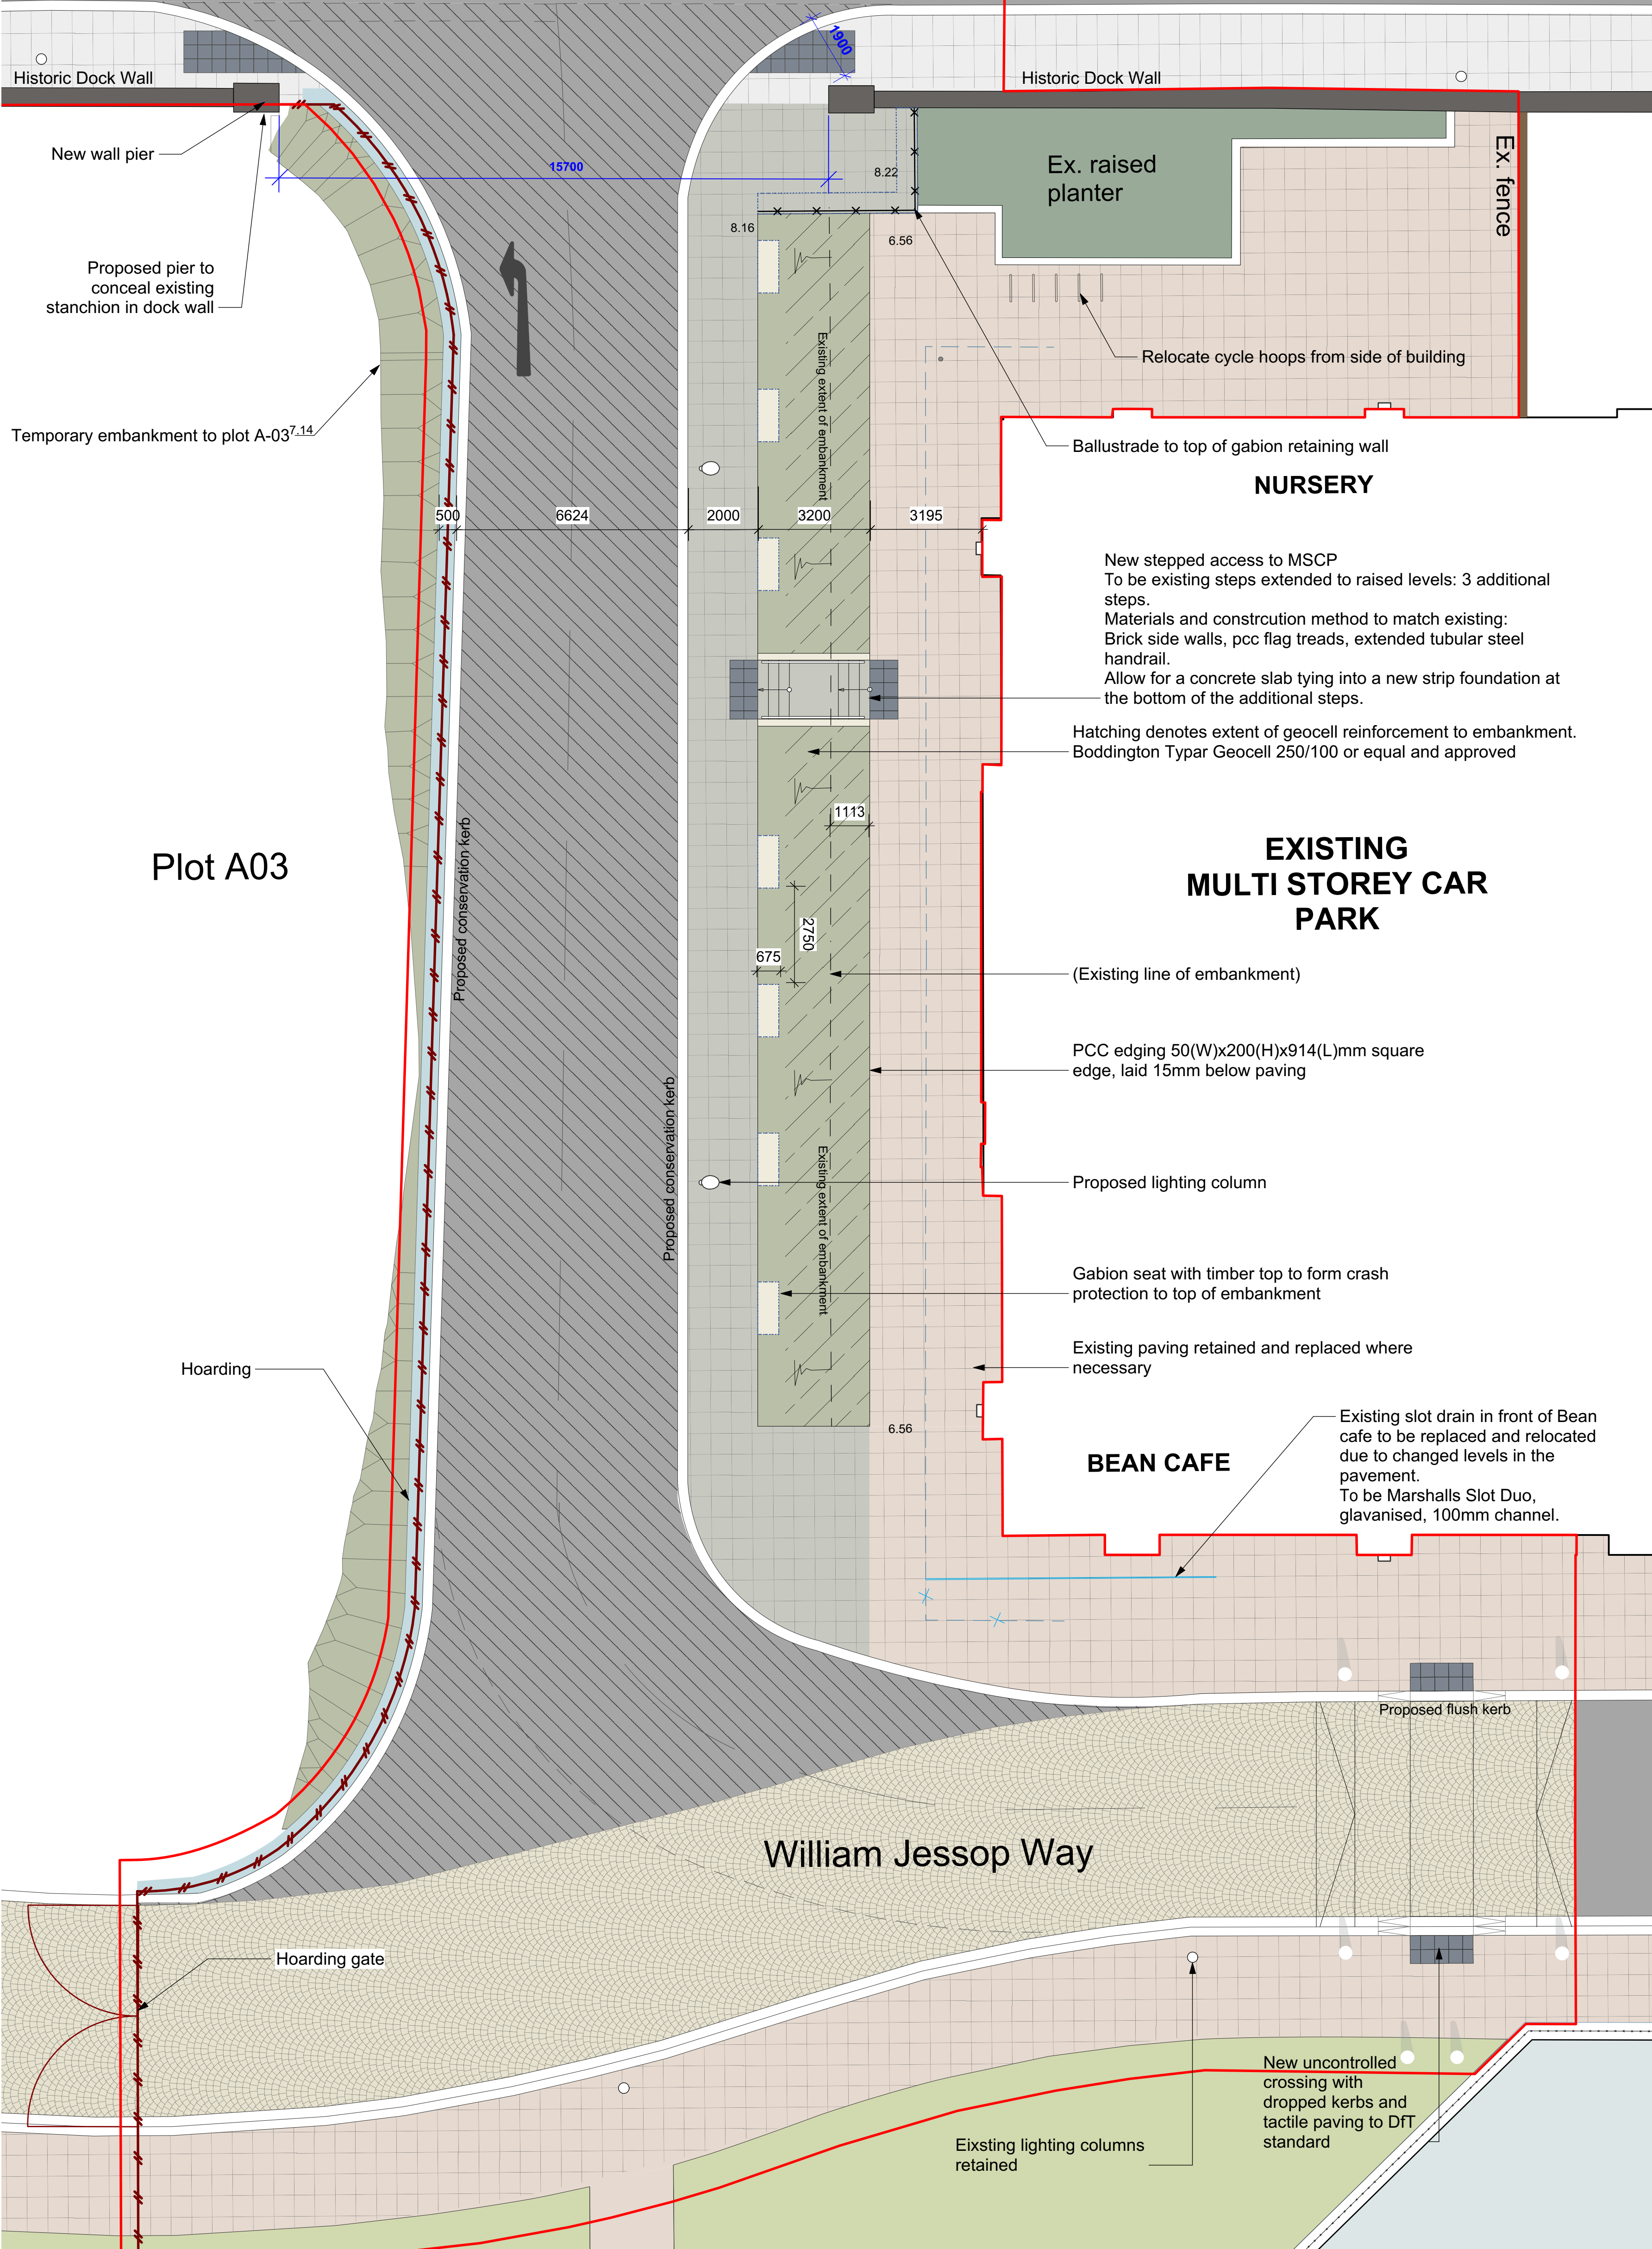 1900
Historic Dock Wall
Historic Dock Wall
New wall pier
15700
8.22
Ex. raised
planter
Ex. fence
8.16
6.56
Proposed pier to
conceal existing
stanchion in dock wall
Existing extent of embankment
Relocate cycle hoops from side of building
Temporary embankment to plot A-03
7.14
Ballustrade to top of gabion retaining wall
NURSERY
500
6624
2000
3200
3195
New stepped access to MSCP
To be existing steps extended to raised levels: 3 additional
steps.
Materials and constrcution method to match existing:
Brick side walls, pcc flag treads, extended tubular steel
handrail.
Allow for a concrete slab tying into a new strip foundation at
the bottom of the additional steps.
Hatching denotes extent of geocell reinforcement to embankment.
Boddington Typar Geocell 250/100 or equal and approved
1113
Plot A03
Proposed conservation kerb
EXISTING
MULTI STOREY CAR
PARK
2750
675
(Existing line of embankment)
PCC edging 50(W)x200(H)x914(L)mm square
edge, laid 15mm below paving
Proposed conservation kerb
Existing extent of embankment
Proposed lighting column
Gabion seat with timber top to form crash
protection to top of embankment
Hoarding
Existing paving retained and replaced where
necessary
6.56
BEAN CAFE
Existing slot drain in front of Bean
cafe to be replaced and relocated
due to changed levels in the
pavement.
To be Marshalls Slot Duo,
glavanised, 100mm channel.
Proposed flush kerb
William Jessop Way
Hoarding gate
New uncontrolled
crossing with
dropped kerbs and
tactile paving to DfT
standard
Eixsting lighting columns
retained